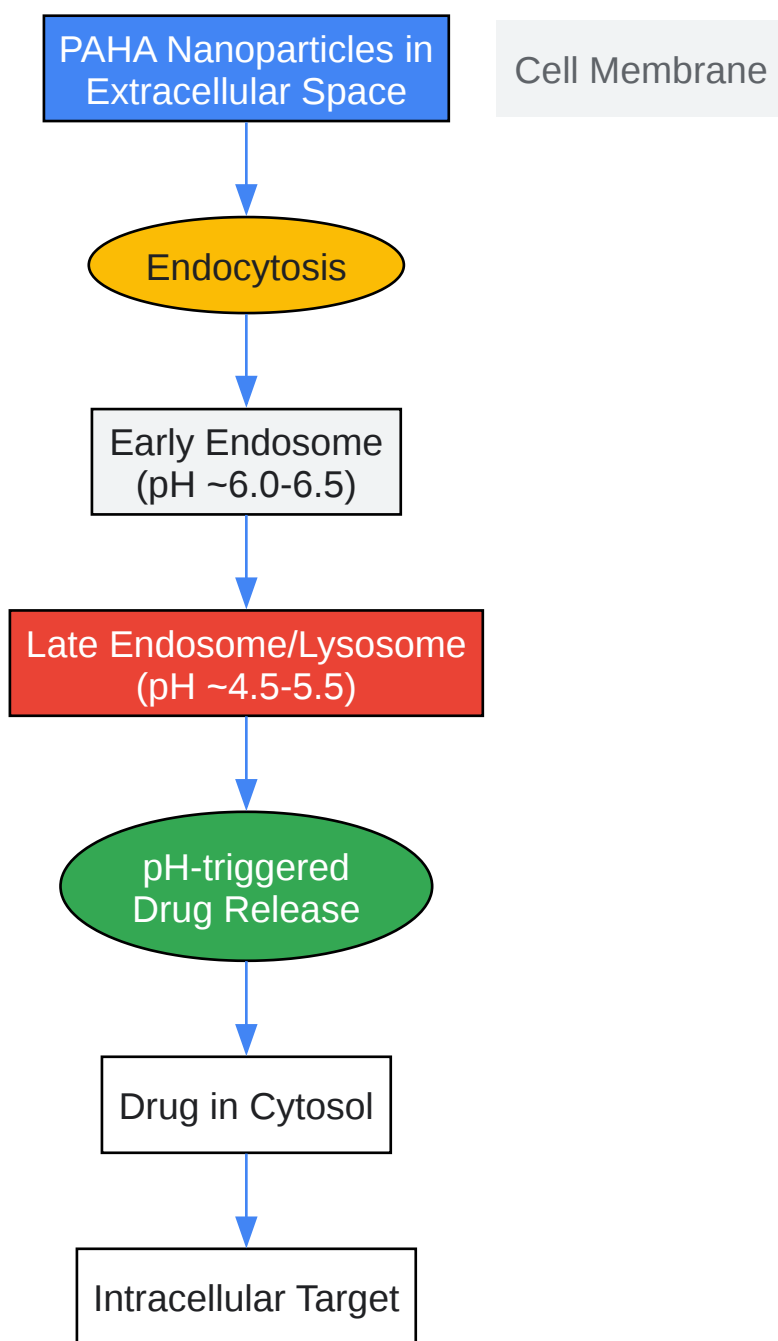 PAHA Nanoparticles in
Extracellular Space
Cell Membrane
Endocytosis
Early Endosome
(pH ~6.0-6.5)
Late Endosome/Lysosome
(pH ~4.5-5.5)
pH-triggered
Drug Release
Drug in Cytosol
Intracellular Target